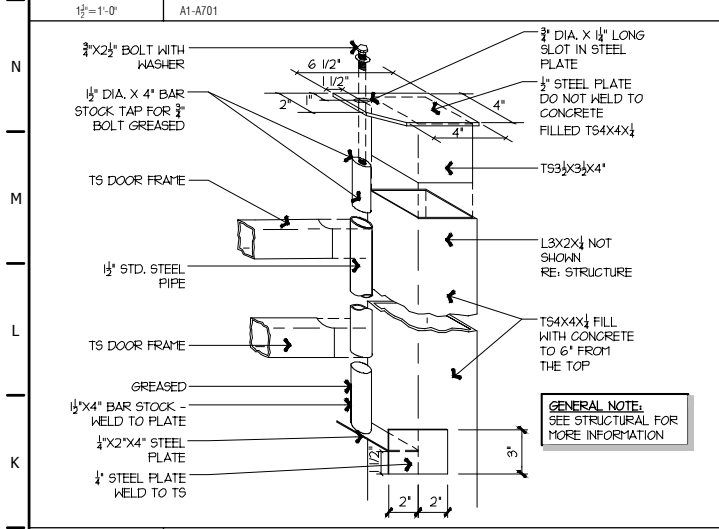 1½"=1'-0"
A1-A701
N
M
L
K
¾"X2½" BOLT WITH
WASHER
1½" DIA. X 4" BAR
STOCK TAP FOR ¾"
BOLT GREASED
TS DOOR FRAME
1½" STD. STEEL
PIPE
TS DOOR FRAME
GREASED
1½"X4" BAR STOCK -
WELD TO PLATE
¼"X2"X4" STEEL
PLATE
¼" STEEL PLATE
WELD TO TS
6 1/2"
1 1/2"
2"
1"
4"
4"
¾" DIA. X 1¼" LONG
SLOT IN STEEL
PLATE
½" STEEL PLATE
DO NOT WELD TO
CONCRETE
FILLED TS4X4X¼
TS3½X3½X4"
L3X2X¼ NOT
SHOWN
RE: STRUCTURE
TS4X4X¼ FILL
WITH CONCRETE
TO 6" FROM
THE TOP
GENERAL NOTE:
SEE STRUCTURAL FOR
MORE INFORMATION
1/2"
3"
2"
2"